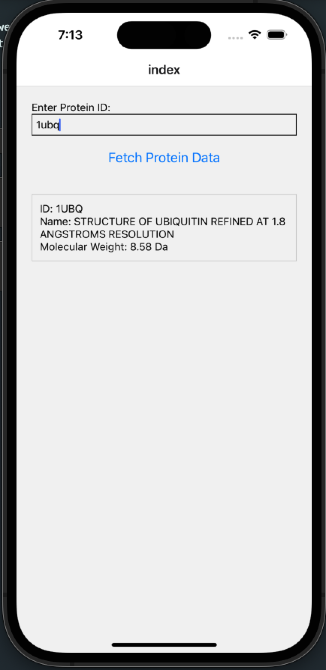 we
7:13
t
index
Enter Protein ID:
1ubq
Fetch Protein Data
ID: 1UBQ
Name: STRUCTURE OF UBIQUITIN REFINED AT 1.8
ANGSTROMS RESOLUTION
Molecular Weight: 8.58 Da